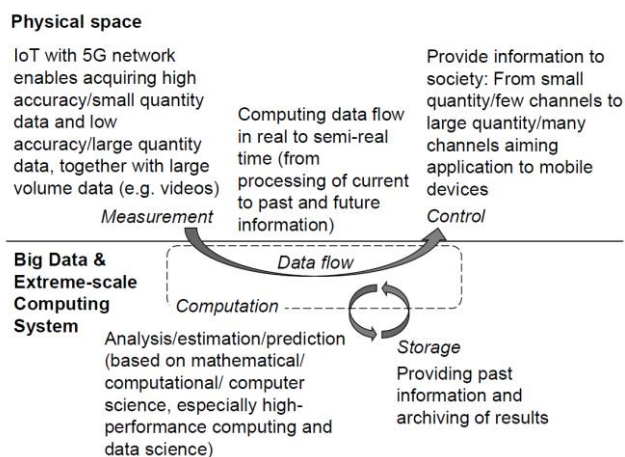 Physical space
IoT with 5G network
enables acquiring high
accuracy/small quantity
data and low
accuracy/large quantity
data, together with large
volume data (e.g. videos)
Measurement
Computing data flow
in real to semi-real
time (from
processing of current
to past and future
information)
Provide information to
society: From small
quantity/few channels to
large quantity/many
channels aiming
application to mobile
devices
Control
Big Data &
Extreme-scale
Computing
System
Data flow
Computation
Analysis/estimation/prediction
(based on mathematical/
computational/ computer
science, especially high-
performance computing and
data science)
Storage
Providing past
information and
archiving of results